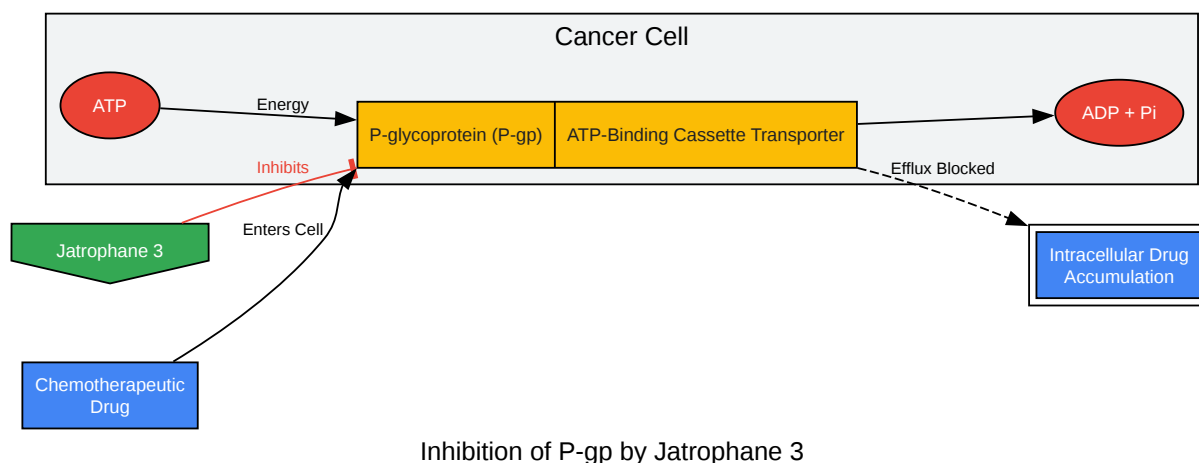 Cancer Cell
ATP
Energy
P-glycoprotein (P-gp)
ATP-Binding Cassette Transporter
ADP + Pi
Inhibits
Efflux Blocked
Enters Cell
Jatrophane 3
Intracellular Drug
Accumulation
Chemotherapeutic
Drug
Inhibition of P-gp by Jatrophane 3